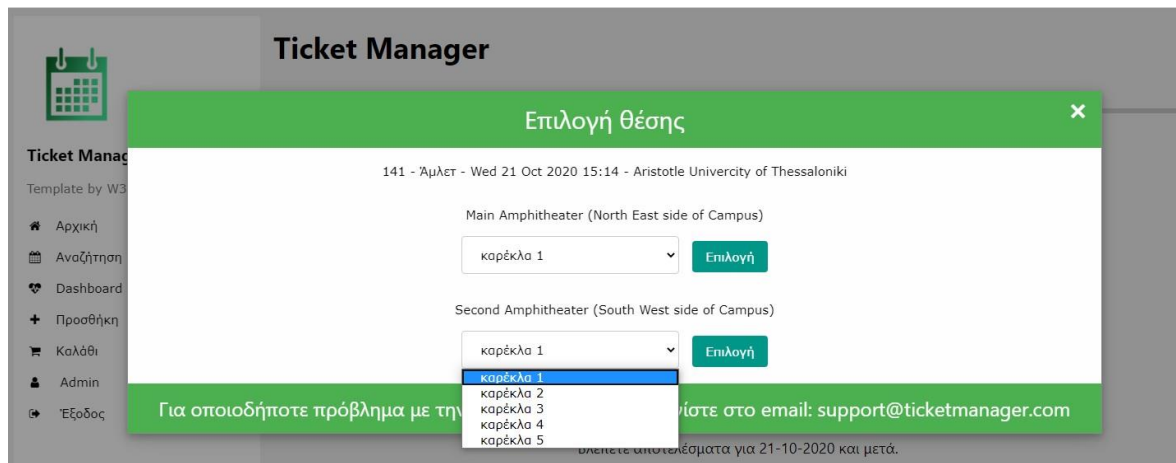 Ticket Manager
Επιλογή θέσης
×
Ticket Manag
141 - Άμλετ - Wed 21 Oct 2020 15:14 - Aristotle Univercity of Thessaloniki
Template by W3
Main Amphitheater (North East side of Campus)
Αρχική
καρέκλα 1
Επιλογή
Αναζήτηση
Dashboard
Second Amphitheater (South West side of Campus)
Προσθήκη
Καλάθι
καρέκλα 1
Επιλογή
Admin
καρέκλα 1
καρέκλα 2
καρέκλα 3
καρέκλα 4
καρέκλα 5
Έξοδος
Για οποιοδήποτε πρόβλημα με την
στε στο email: support@ticketmanager.com
βλέπετε αποτελέσματα για 21-10-2020 και μετά.